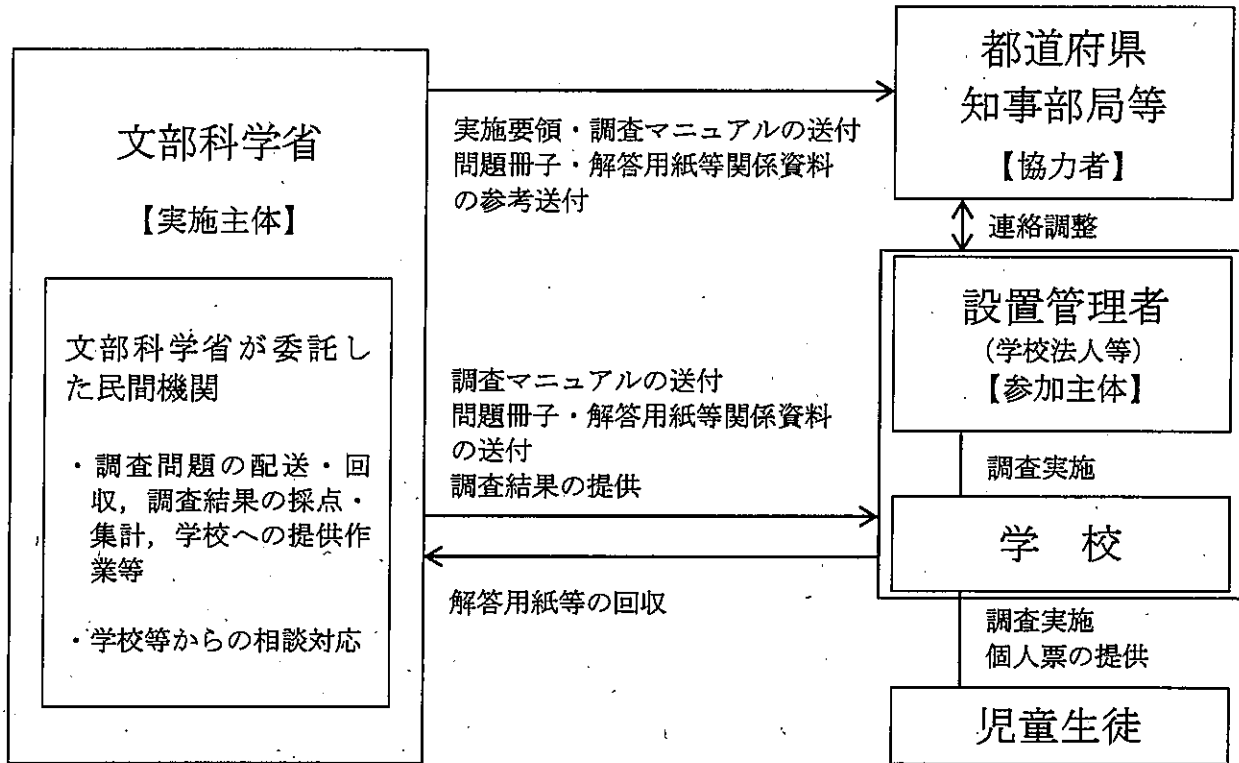 文部科学省
【実施主体】
文部科学省が委託し
た民間機関
・調査問題の配送・回
収，調査結果の採点・
集計，学校への提供作
業等
・学校等からの相談対応
実施要領・調査マニュアルの送付
問題冊子・解答用紙等関係資料
の参考送付
調査マニュアルの送付
問題冊子・解答用紙等関係資料
の送付
調査結果の提供
解答用紙等の回収
都道府県
知事部局等
【協力者】
連絡調整
設置管理者
（学校法人等）
【参加主体】
調査実施
学　校
調査実施
個人票の提供
児童生徒